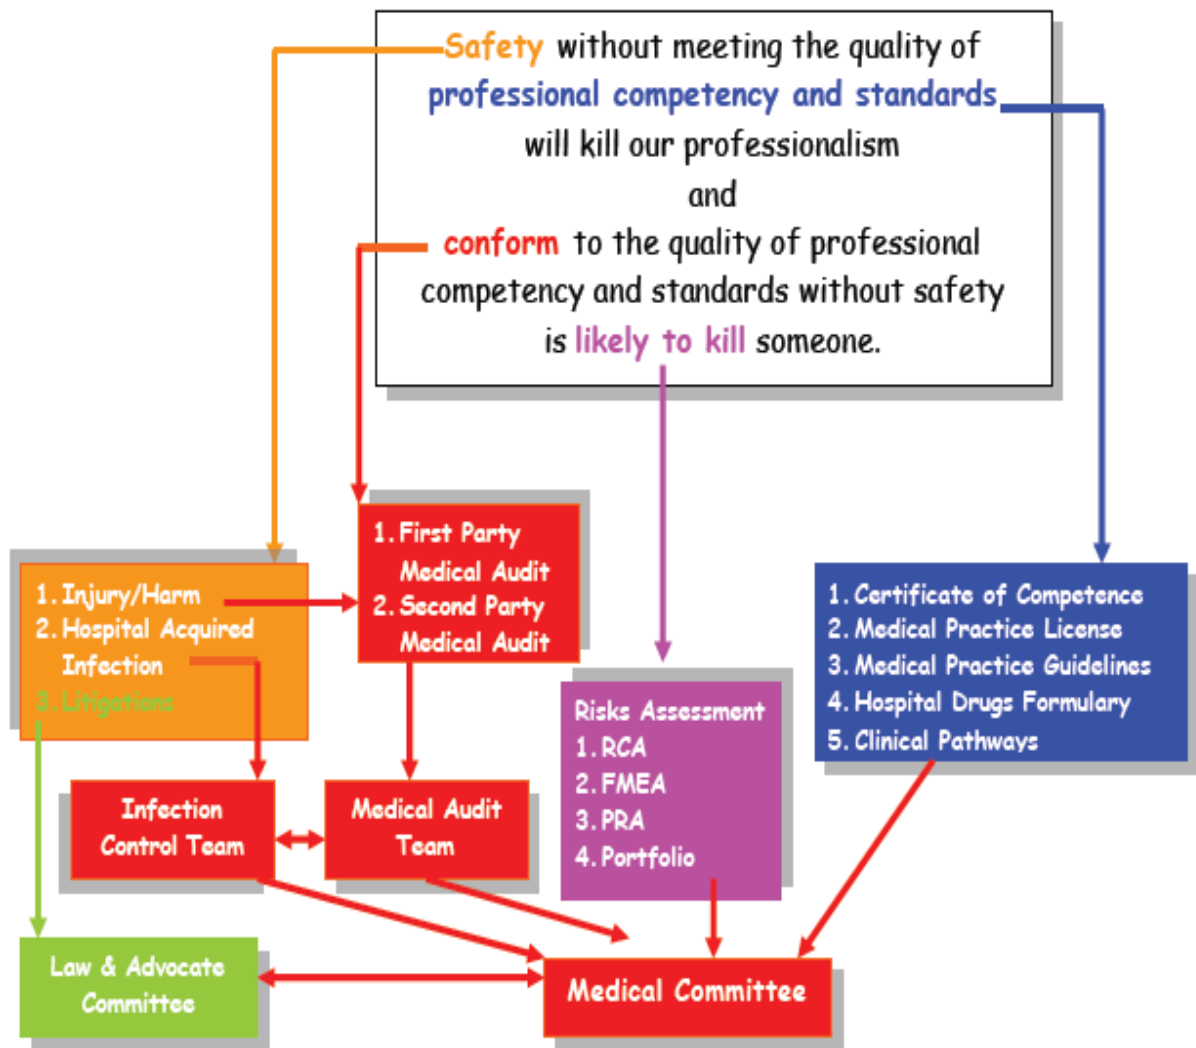 Safety without meeting the quality of
professional competency and standards
will kill our professionalism
and
conform to the quality of professional
competency and standards without safety
is likely to kill someone.
1. First Party
Medical Audit
2. Second Party
Medical Audit
1. Injury/Harm
2. Hospital Acquired
Infection
3. Litigations
1. Certificate of Competence
2. Medical Practice License
3. Medical Practice Guidelines
4. Hospital Drugs Formulary
5. Clinical Pathways
Risks Assessment
1. RCA
2. FMEA
3. PRA
4. Portfolio
Infection
Control Team
Medical Audit
Team
Law & Advocate
Committee
Medical Committee